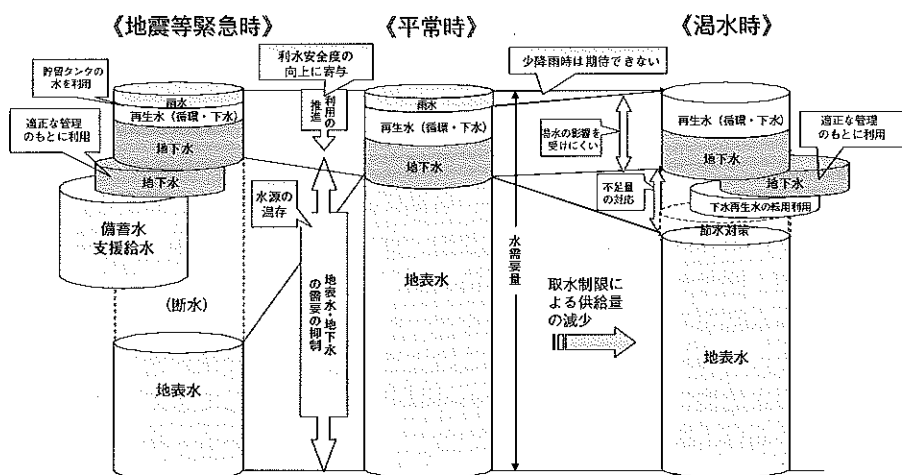 《地震等緊急時》
《平常時》
《渇水時》
貯留タンクの
水を利用
適正な管理
のもとに利用
雨水
再生水（循環・下水）
地下水
地下水
備蓄水
支援給水
（断水）
地表水
利水安全度の
向上に寄与
利用の
推進
水源の
温存
地表水・地下水
の需要の抑制
雨水
再生水（循環・下水）
地下水
地表水
水需要量
少降雨時は期待できない
渇水の影響を
受けにくい
不足量
の対応
取水制限に
よる供給量
の減少
再生水（循環・下水）
地下水
適正な管理
のもとに利用
地下水
下水再生水の転用利用
節水対策
地表水